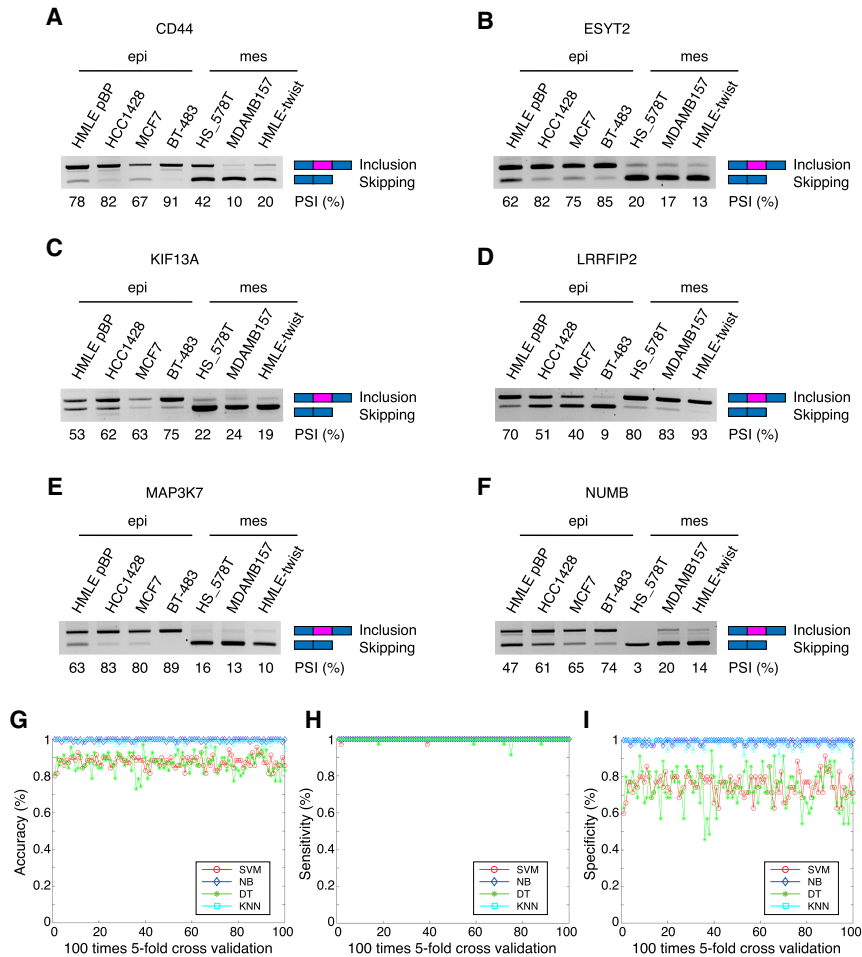 A
CD44
epi mes
HMLE pBP HCC1428 MCF7 BT-483 HS_578T MDAMB157 HMLE-twist
Inclusion
Skipping
78 82 67 91 42 10 20 PSI (%)
B
ESYT2
epi mes
HMLE pBP HCC1428 MCF7 BT-483 HS_578T MDAMB157 HMLE-twist
Inclusion
Skipping
62 82 75 85 20 17 13 PSI (%)
C
KIF13A
epi mes
HMLE pBP HCC1428 MCF7 BT-483 HS_578T MDAMB157 HMLE-twist
Inclusion
Skipping
53 62 63 75 22 24 19 PSI (%)
D
LRRFIP2
epi mes
HMLE pBP HCC1428 MCF7 BT-483 HS_578T MDAMB157 HMLE-twist
Inclusion
Skipping
70 51 40 9 80 83 93 PSI (%)
E
MAP3K7
epi mes
HMLE pBP HCC1428 MCF7 BT-483 HS_578T MDAMB157 HMLE-twist
Inclusion
Skipping
63 83 80 89 16 13 10 PSI (%)
F
NUMB
epi mes
HMLE pBP HCC1428 MCF7 BT-483 HS_578T MDAMB157 HMLE-twist
Inclusion
Skipping
47 61 65 74 3 20 14 PSI (%)
G
Accuracy (%)
1
0.8
0.6
0.4
0.2
0
SVM
NB
DT
KNN
0 20 40 60 80 100
100 times 5-fold cross validation
H
Sensitivity (%)
1
0.8
0.6
0.4
0.2
0
SVM
NB
DT
KNN
0 20 40 60 80 100
100 times 5-fold cross validation
I
Specificity (%)
1
0.8
0.6
0.4
0.2
0
SVM
NB
DT
KNN
0 20 40 60 80 100
100 times 5-fold cross validation